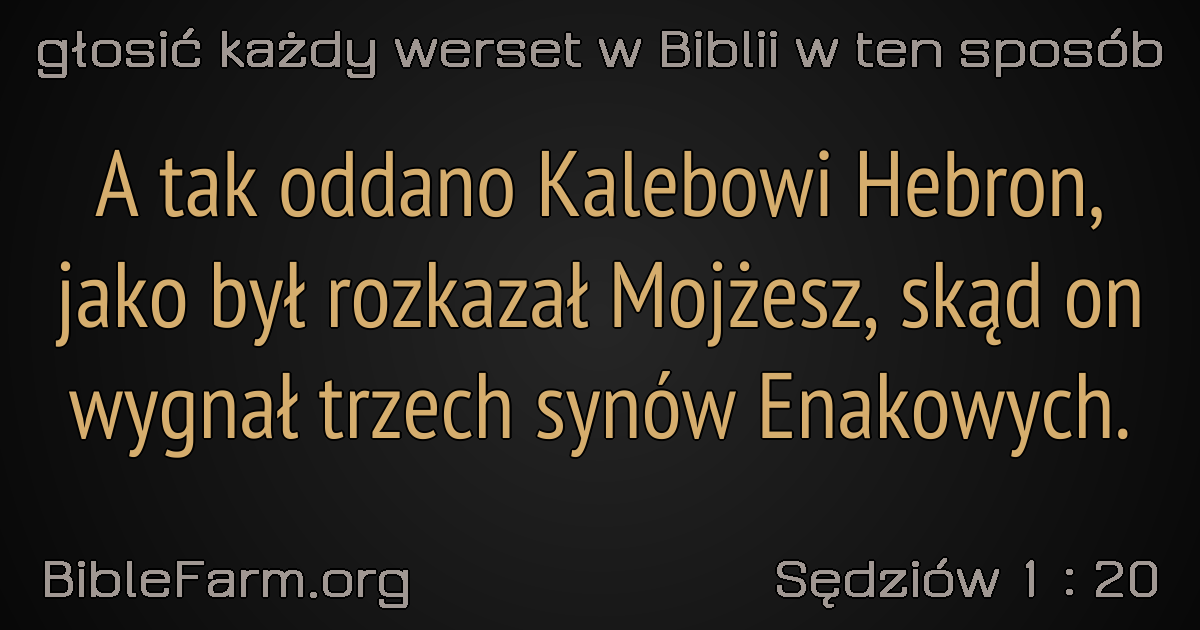 głosić każdy werset w Biblii w ten sposób
A tak oddano Kalebowi Hebron,
jako był rozkazał Mojżesz, skąd on
wygnał trzech synów Enakowych.
BibleFarm.org
Sędziów 1 : 20